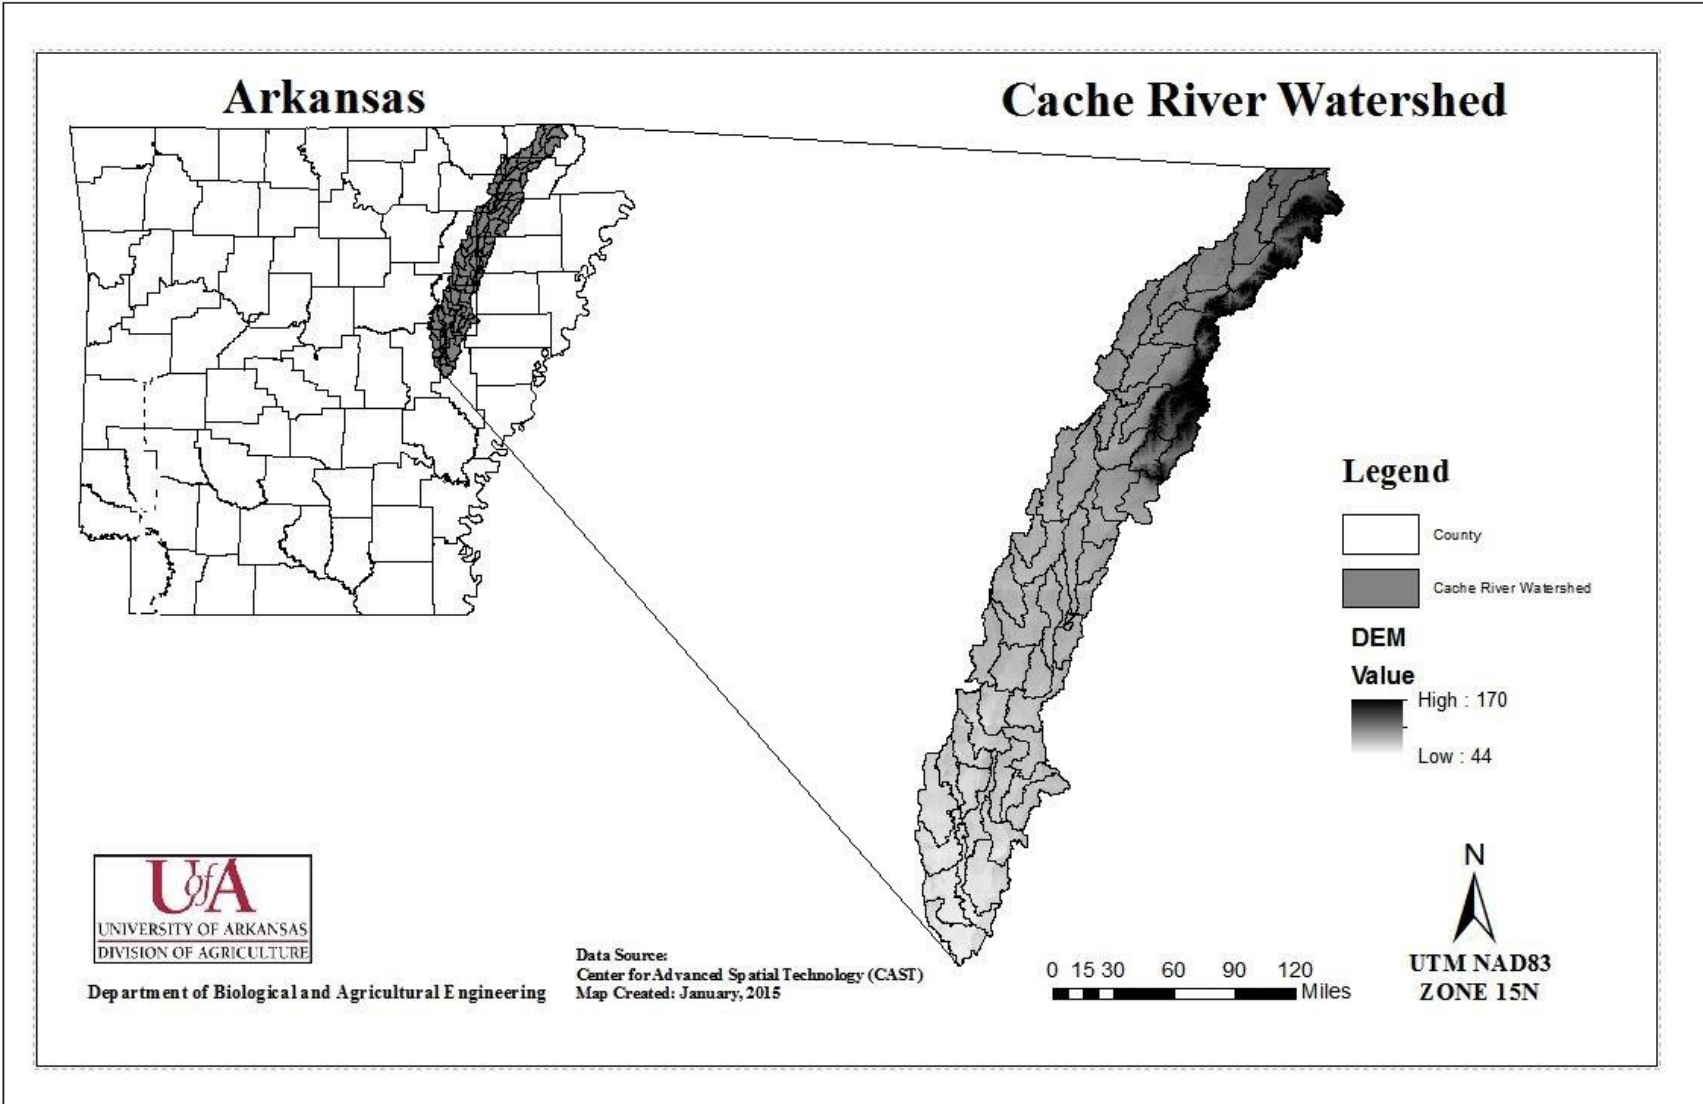 Arkansas
Cache River Watershed
Legend
County
Cache River Watershed
DEM
Value
High : 170
Low : 44
N
UTM NAD83
ZONE 15N
0 15 30 60 90 120
Miles
UofA
UNIVERSITY OF ARKANSAS
DIVISION OF AGRICULTURE
Department of Biological and Agricultural Engineering
Data Source:
Center for Advanced Spatial Technology (CAST)
Map Created: January, 2015